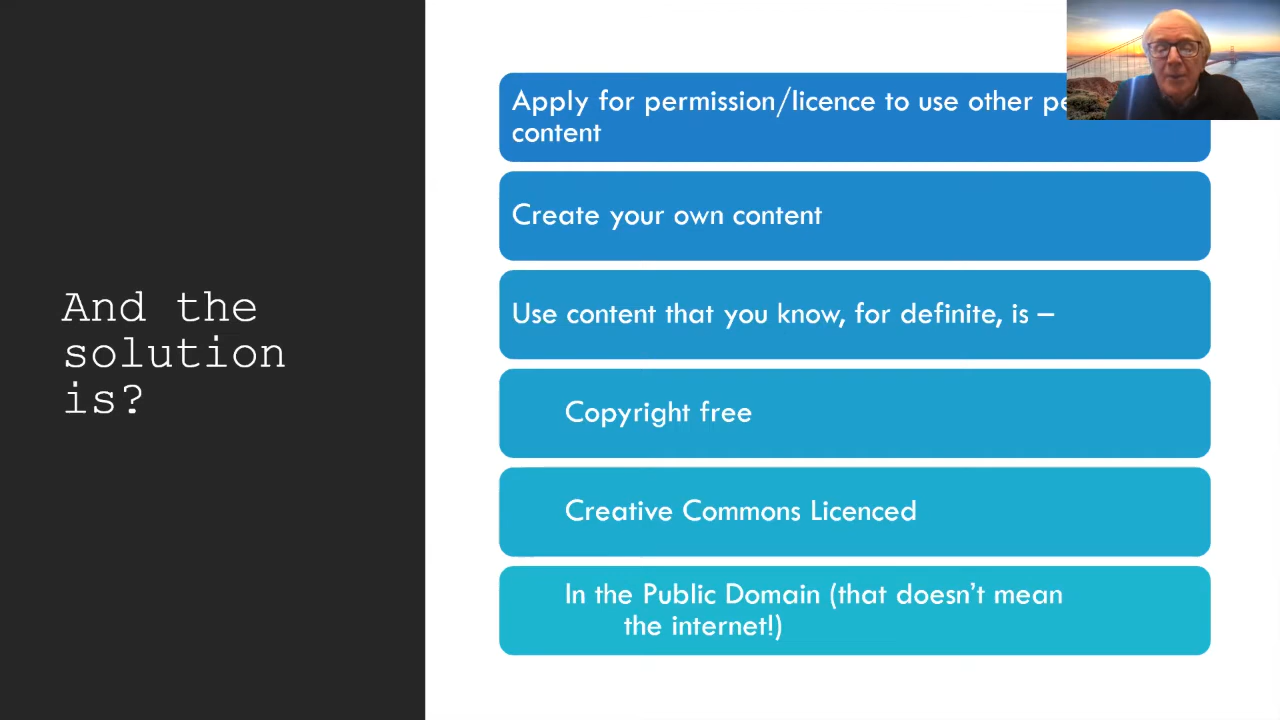 And the
solution
is?
Apply for permission/licence to use other
content
Create your own content
Use content that you know, for definite, is –
Copyright free
Creative Commons Licenced
In the Public Domain (that doesn't mean
the internet!)